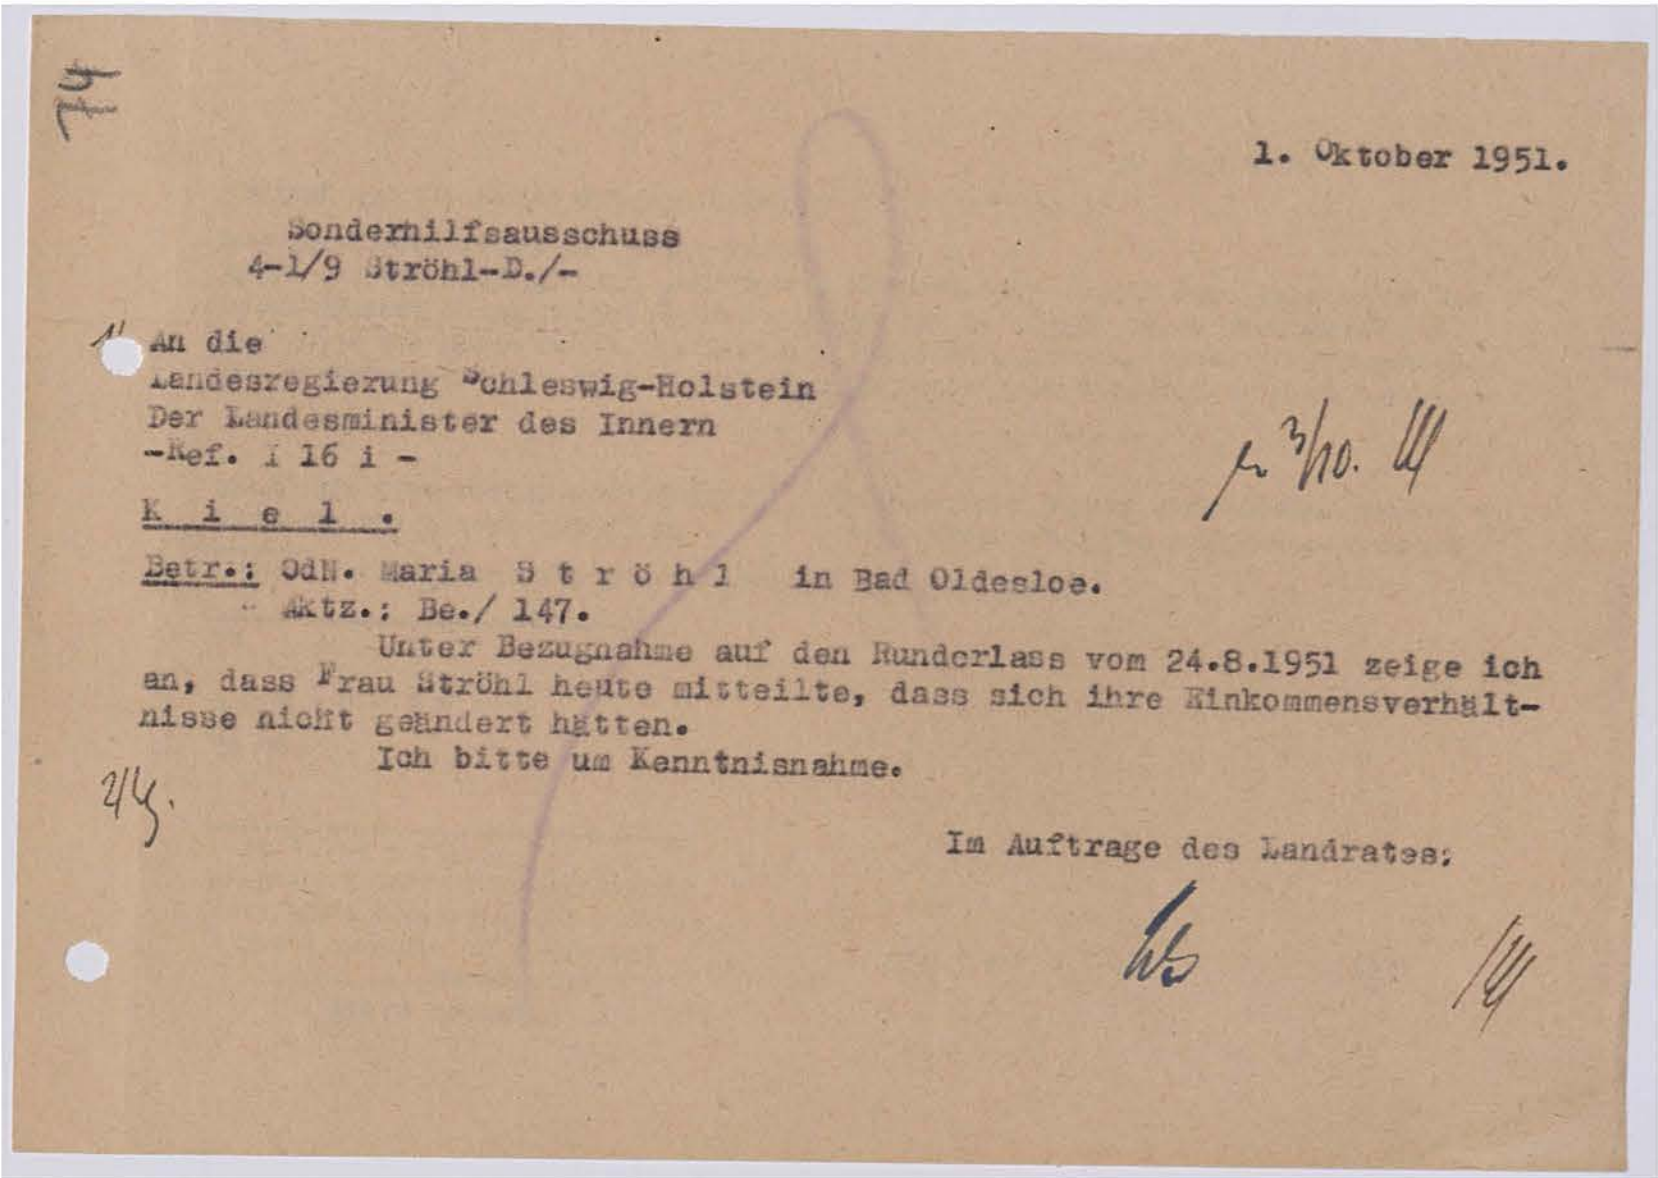 1. Oktober 1951.
Sonderhilfsausschuss
4-1/9 Ströhl-D./-
1) An die
Landesregierung Schleswig-Holstein
Der Landesminister des Innern
-Ref. I 16 i -
K i e l .
3/10.
Betr.: OdN. Maria S t r ö h l in Bad Oldesloe.
Aktz.: Be./ 147.
Unter Bezugnahme auf den Runderlass vom 24.8.1951 zeige ich
an, dass Frau Ströhl heute mitteilte, dass sich ihre Einkommensverhält-
nisse nicht geändert hätten.
Ich bitte um Kenntnisnahme.
Im Auftrage des Landrates: